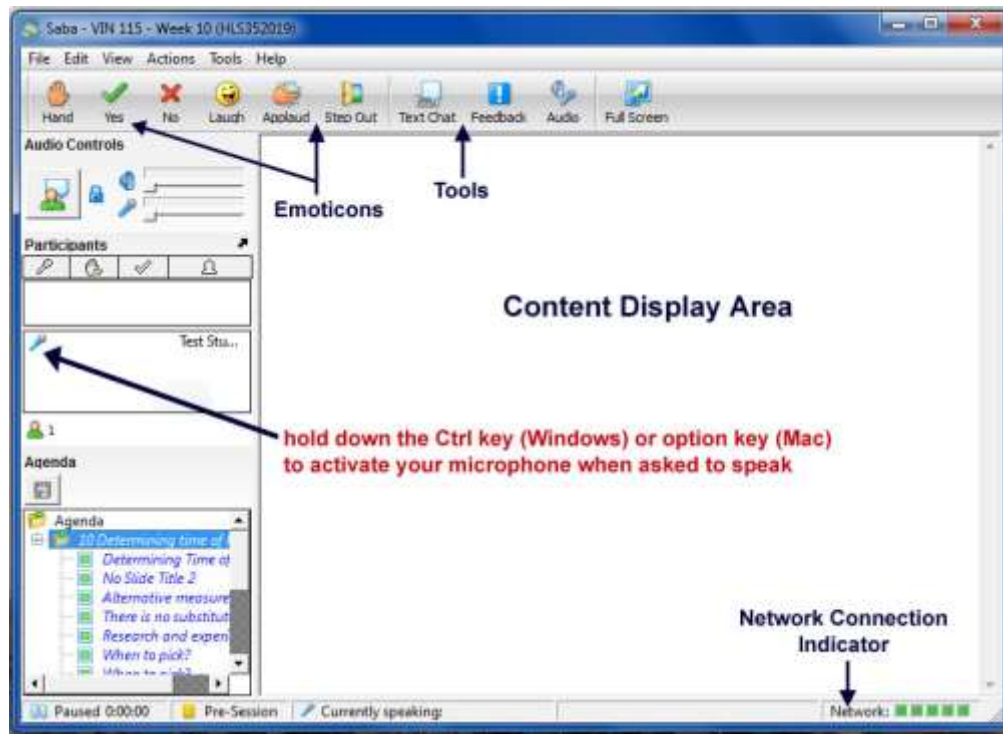 Saba - VIN 115 - Week 10 (HLS352019)
File Edit View Actions Tools Help
Hand Yes No Laugh Applaud Step Out Text Chat Feedback Audio Full Screen
Audio Controls
Emoticons
Tools
Participants
Content Display Area
Test Stu...
hold down the Ctrl key (Windows) or option key (Mac)
to activate your microphone when asked to speak
1
Agenda
Agenda
10 Determining time of
Determining Time of
No Slide Title 2
Alternative measure
There is no substitut
Research and experi
When to pick?
When to pick?
Network Connection
Indicator
Paused 0:00:00 Pre-Session Currently speaking: Network: